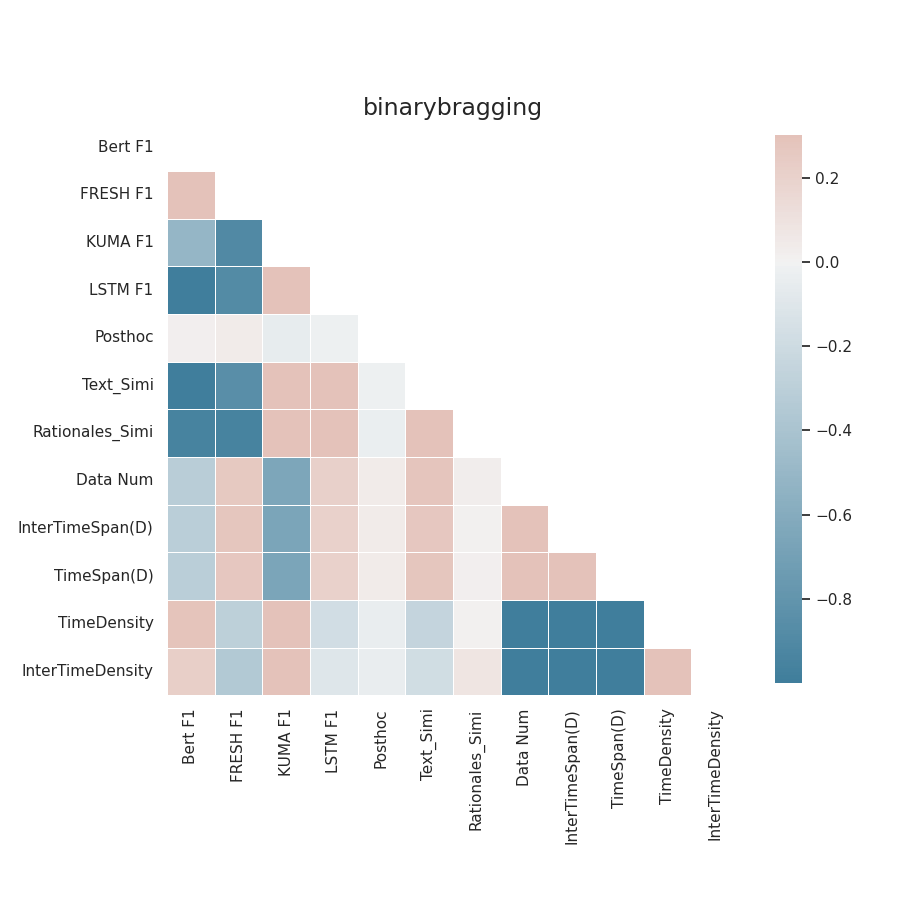 binarybragging
Bert F1
FRESH F1
KUMA F1
LSTM F1
Posthoc
Text_Simi
Rationales_Simi
Data Num
InterTimeSpan(D)
TimeSpan(D)
TimeDensity
InterTimeDensity
Bert F1
FRESH F1
KUMA F1
LSTM F1
Posthoc
Text_Simi
Rationales_Simi
Data Num
InterTimeSpan(D)
TimeSpan(D)
TimeDensity
InterTimeDensity
0.2
0.0
−0.2
−0.4
−0.6
−0.8